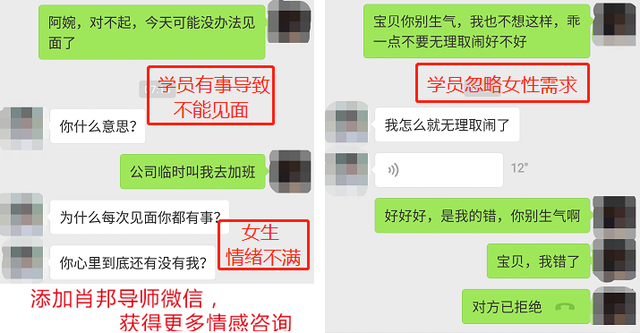 阿婉，对不起，今天可能没办法见
面了
学员有事导致
不能见面
你什么意思？
公司临时叫我去加班
为什么每次见面你都有事？
女生
情绪不满
你心里到底还有没有我？
添加肖邦导师微信，
获得更多情感咨询
宝贝你别生气，我也不想这样，乖
一点不要无理取闹好不好
学员忽略女性需求
我怎么就无理取闹了
12"
好好好，是我的错，你别生气啊
宝贝，我错了
对方已拒绝